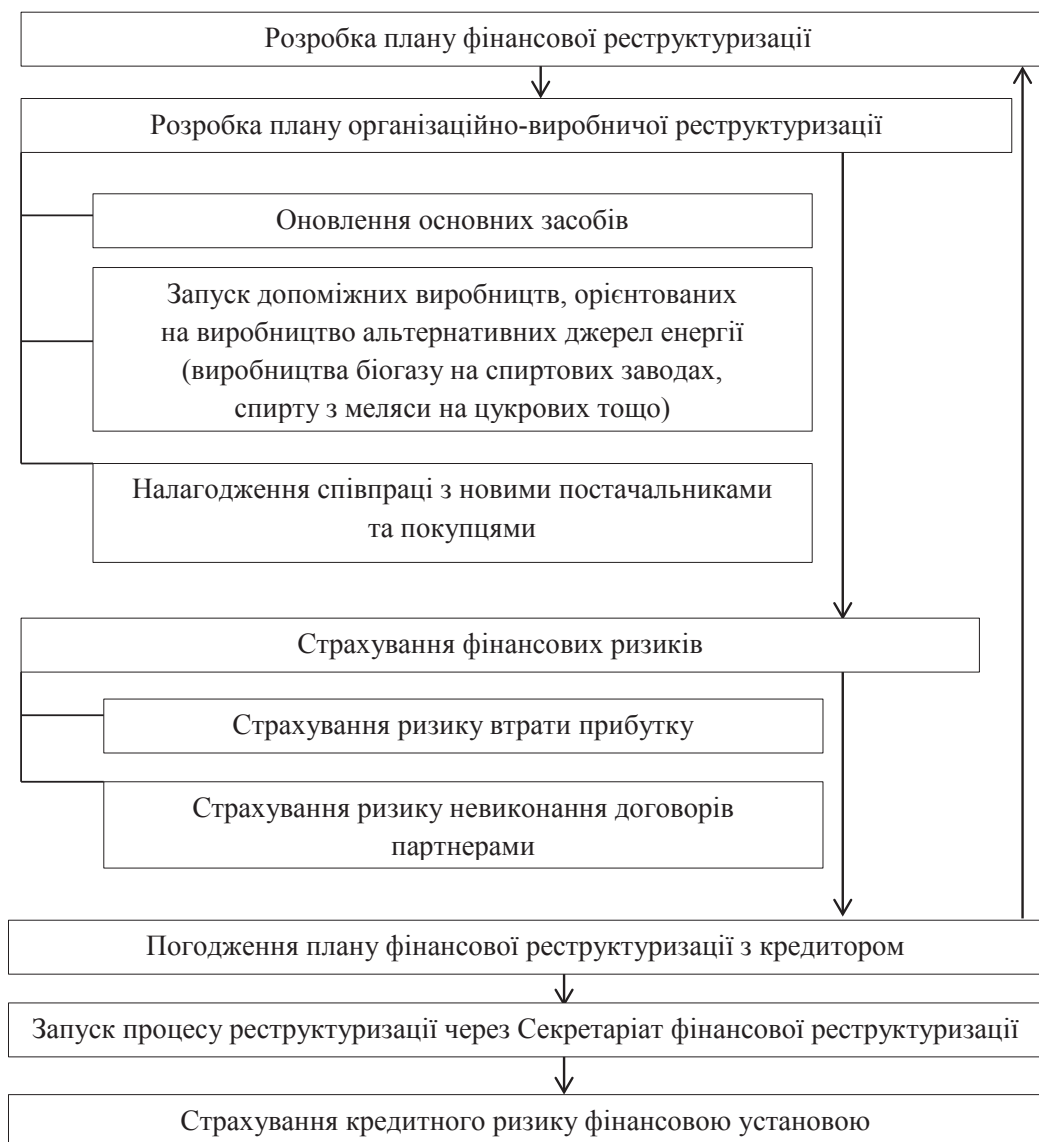 Розробка плану фінансової реструктуризації
Розробка плану організаційно-виробничої реструктуризації
Оновлення основних засобів
Запуск допоміжних виробництв, орієнтованих
на виробництво альтернативних джерел енергії
(виробництва біогазу на спиртових заводах,
спирту з меляси на цукрових тощо)
Налагодження співпраці з новими постачальниками
та покупцями
Страхування фінансових ризиків
Страхування ризику втрати прибутку
Страхування ризику невиконання договорів
партнерами
Погодження плану фінансової реструктуризації з кредитором
Запуск процесу реструктуризації через Секретаріат фінансової реструктуризації
Страхування кредитного ризику фінансовою установою